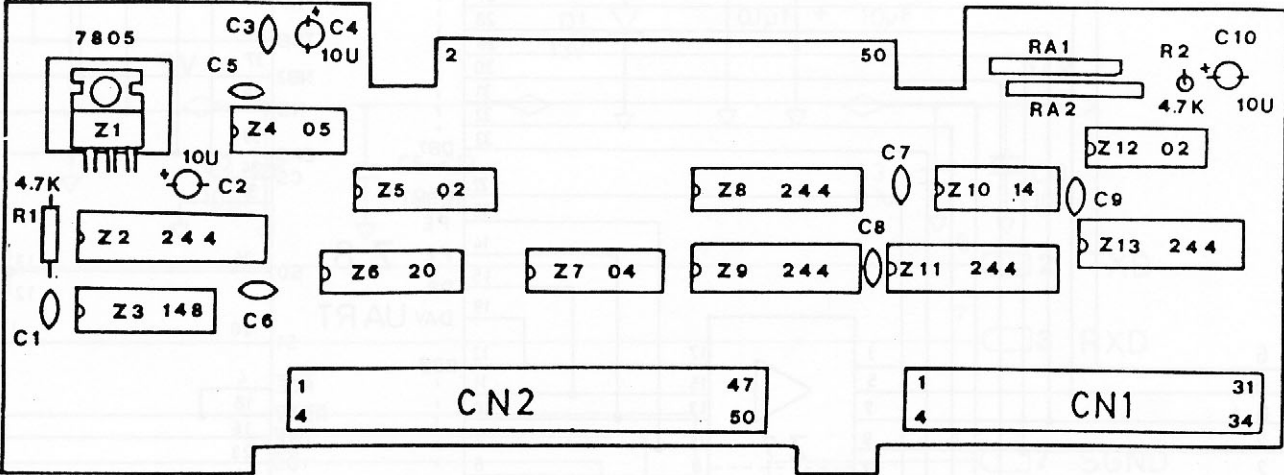 7805
Z1
C3
C4
10U
C5
Z4 05
2
50
RA1
RA2
R2
4.7K
C10
10U
Z12 02
10U
C2
4.7K
R1
Z2 244
Z3 148
C1
C6
Z5 02
Z6 20
Z7 04
Z8 244
C7
Z10 14
C9
C8
Z9 244
Z11 244
Z13 244
1
4
CN2
47
50
1
4
CN1
31
34
TRAUART
RXD